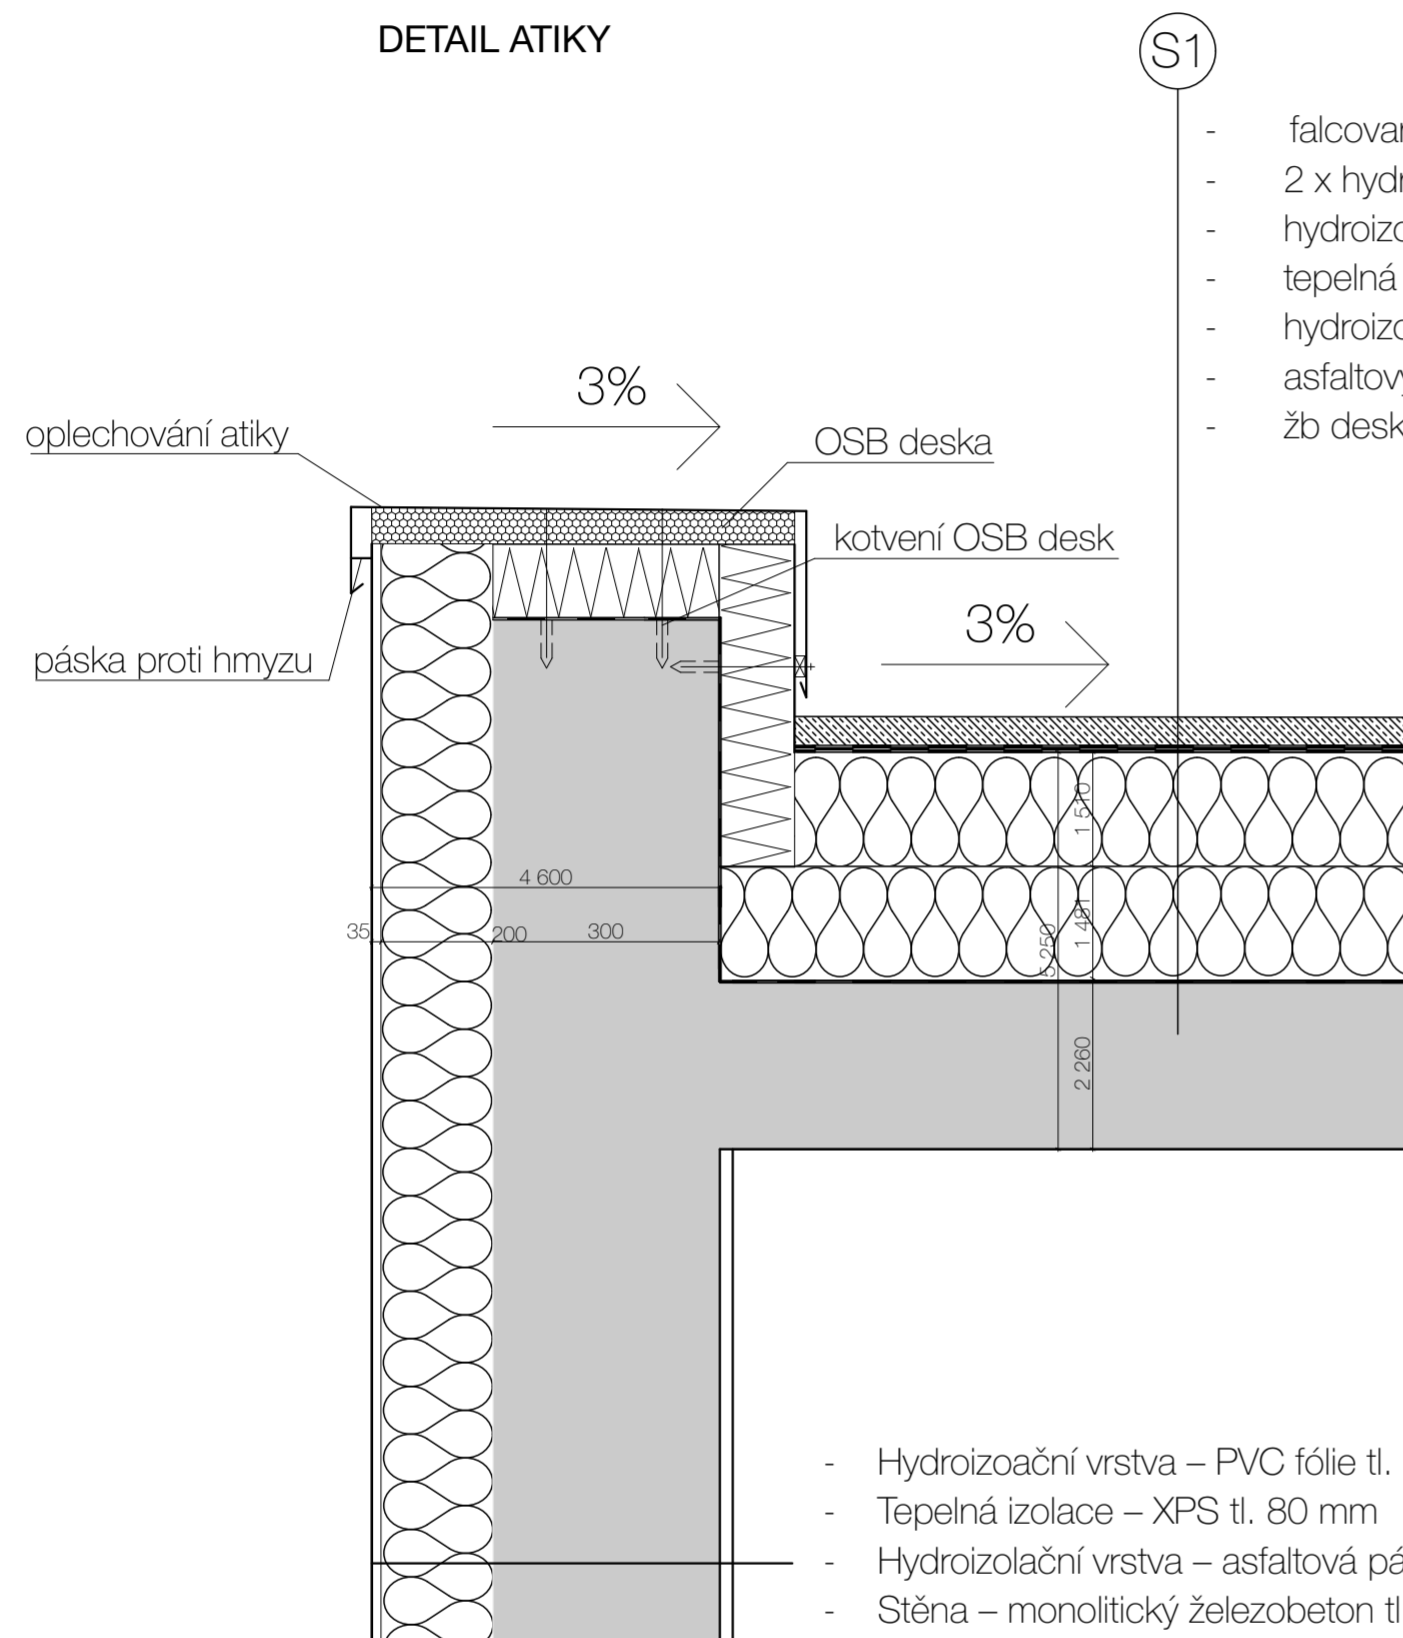 DETAIL ATIKY
S1
- falcovan
- 2 x hydr
- hydroizo
- tepelná
- hydroizo
- asfaltový
- žb desk
3%
oplechování atiky
OSB deska
kotvení OSB desk
3%
páska proti hmyzu
1 510
4 600
35
200
300
5 250
1 481
2 260
- Hydroizoační vrstva – PVC fólie tl.
- Tepelná izolace – XPS tl. 80 mm
- Hydroizolační vrstva – asfaltová pá
- Stěna – monolitický železobeton tl